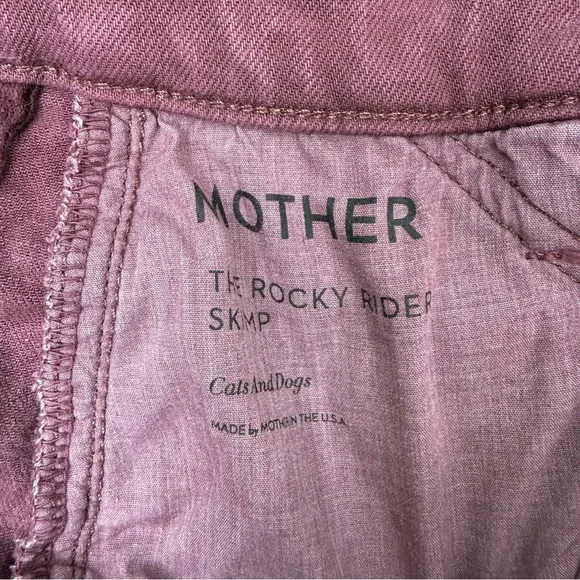 MOTHER
THE ROCKY RIDER
SKIMP
Cats And Dogs
MADE by MOTHER IN THE U.S.A.